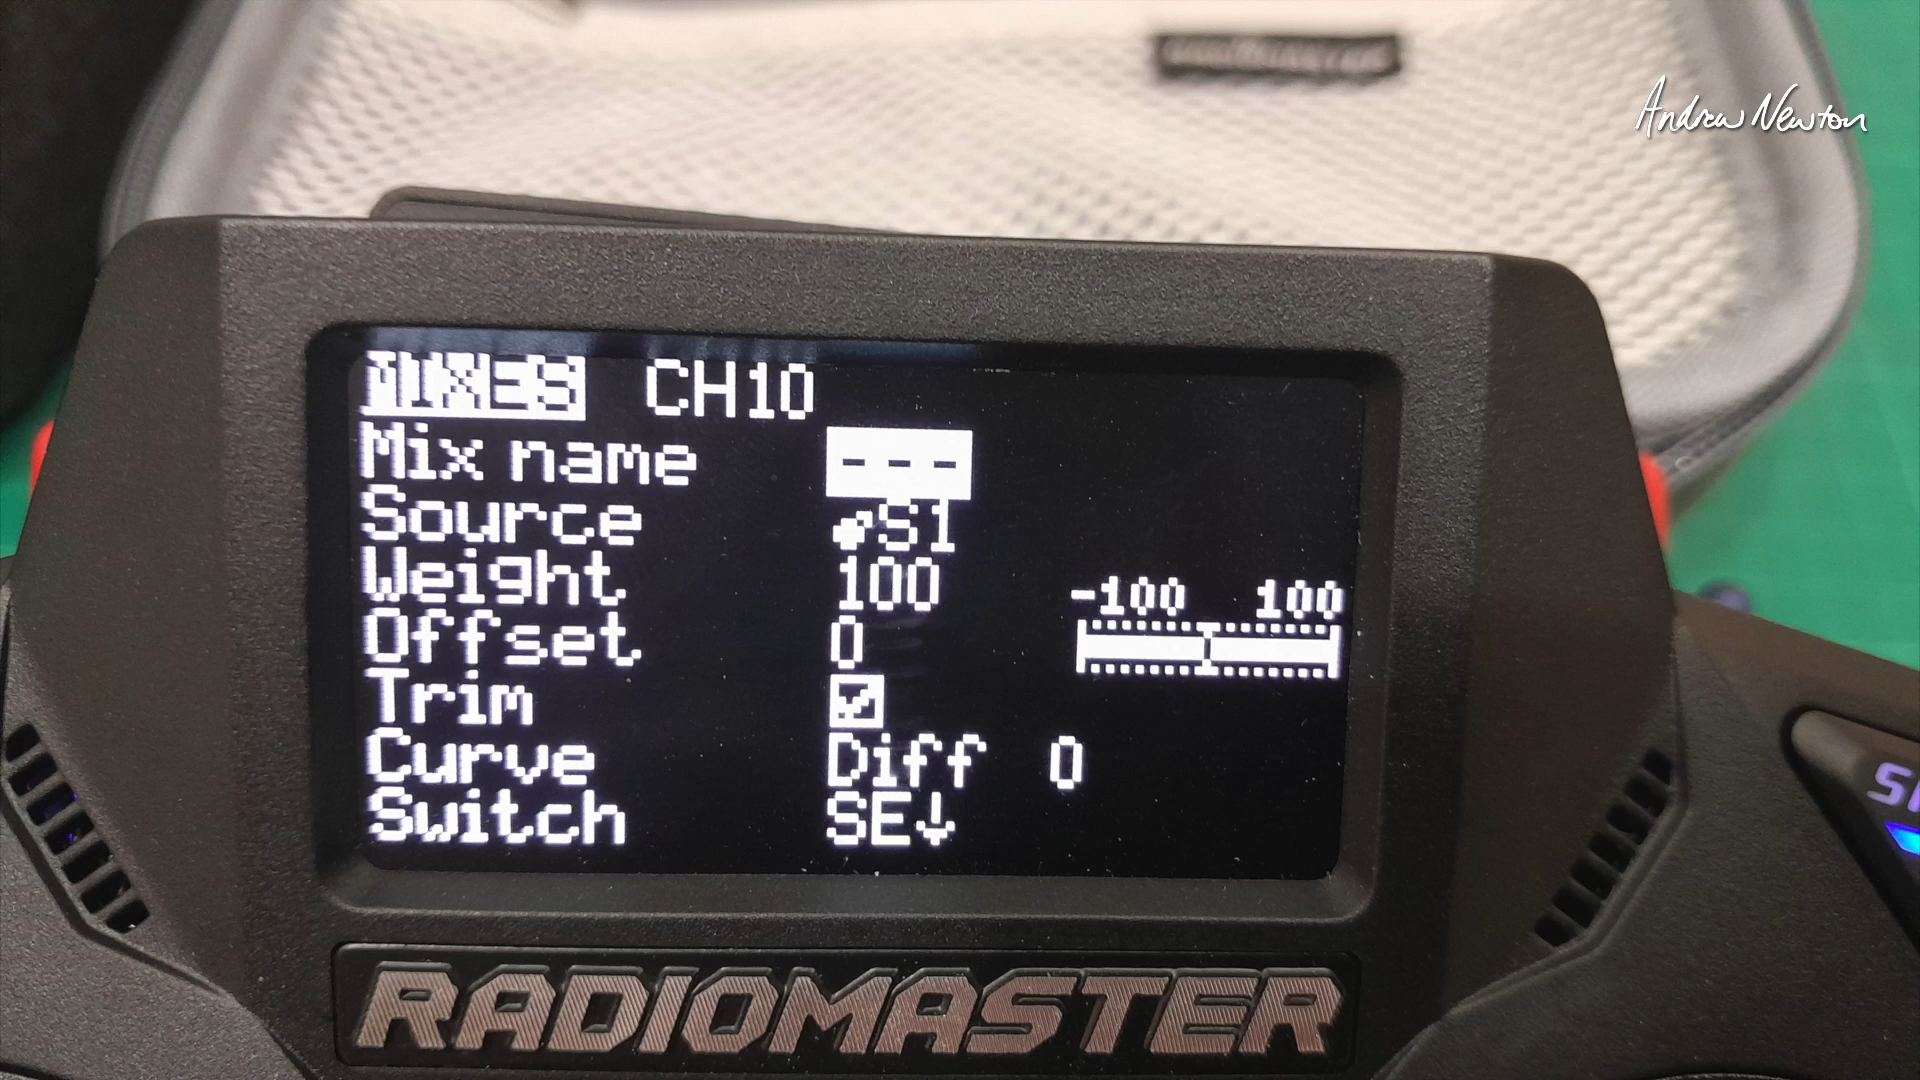 Andrew Newton
MIXES CH10
Mix name ---
Source S1
Weight 100
-100 100
Offset 0
Trim
Curve Diff 0
Switch SE↓
RADIOMASTER